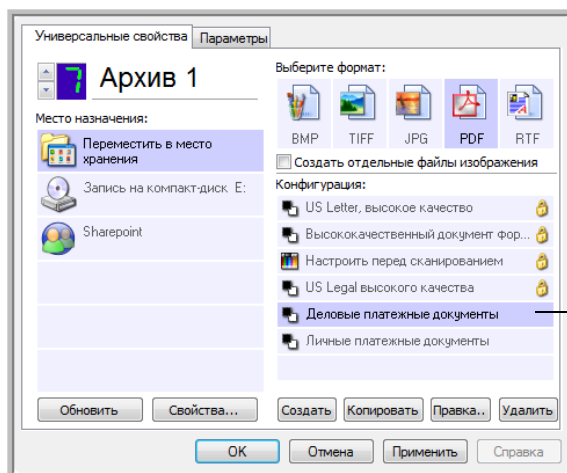 Универсальные свойства
Параметры
7
Архив 1
Место назначения:
Переместить в место
хранения
Запись на компакт-диск E:
Sharepoint
Обновить
Свойства...
Выберите формат:
BMP
TIFF
JPG
PDF
RTF
Создать отдельные файлы изображения
Конфигурация:
US Letter, высокое качество
Высококачественный документ фор...
Настроить перед сканированием
US Legal высокого качества
Деловые платежные документы
Личные платежные документы
Создать
Копировать
Правка..
Удалить
OK
Отмена
Применить
Справка